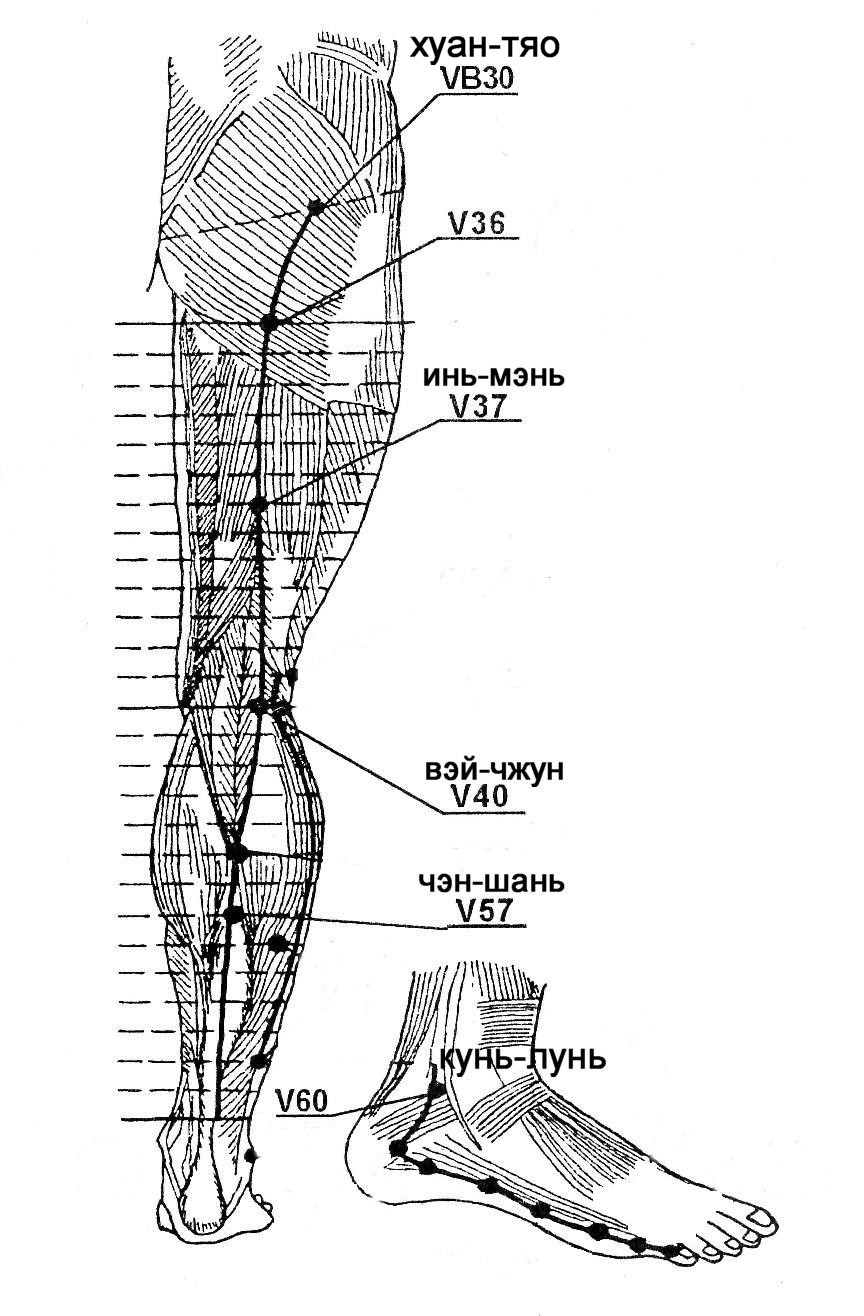 хуан-тяо
VB30
V36
инь-мэнь
V37
вэй-чжун
V40
чэн-шань
V57
кунь-лунь
V60